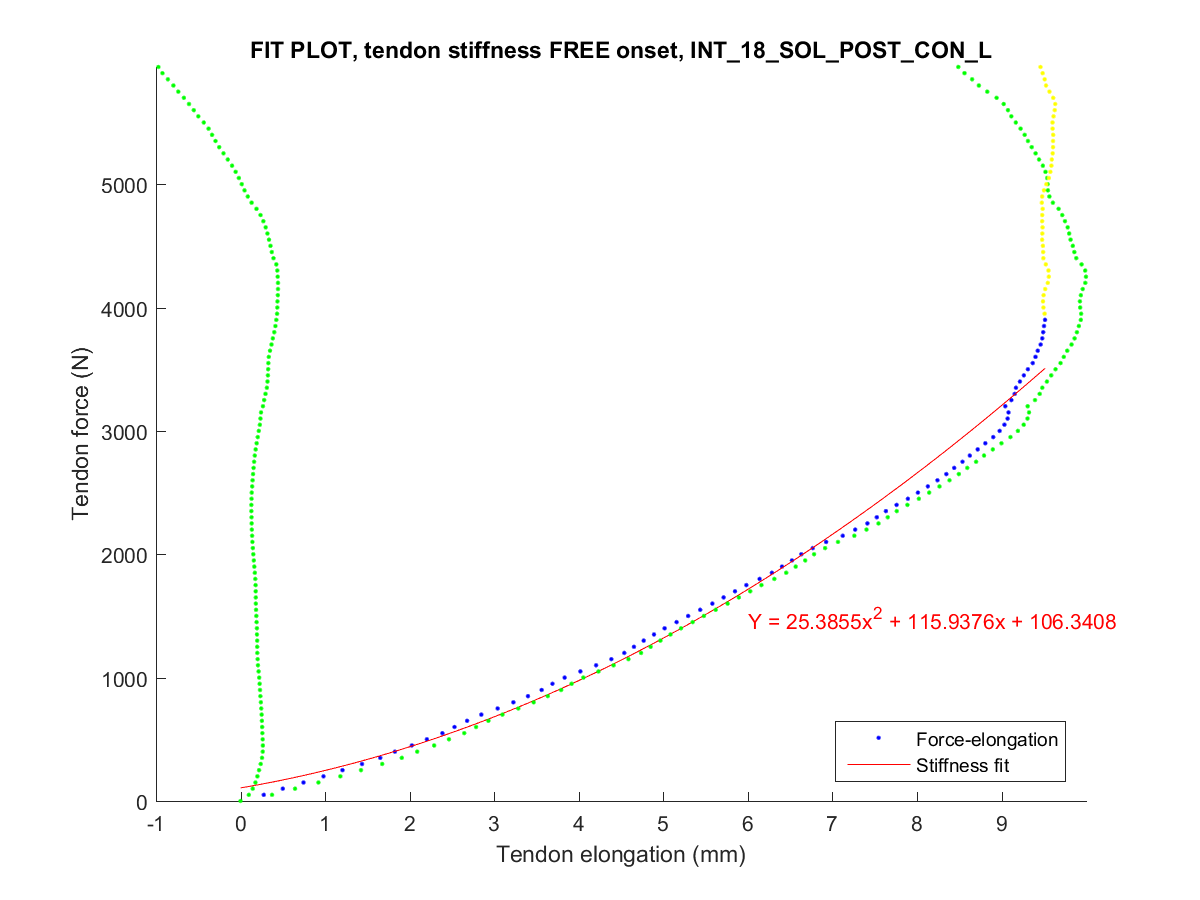 FIT PLOT, tendon stiffness FREE onset, INT_18_SOL_POST_CON_L
5000
4000
3000
2000
1000
0
Tendon force (N)
Y = 25.3855x² + 115.9376x + 106.3408
Force-elongation
Stiffness fit
-1 0 1 2 3 4 5 6 7 8 9
Tendon elongation (mm)